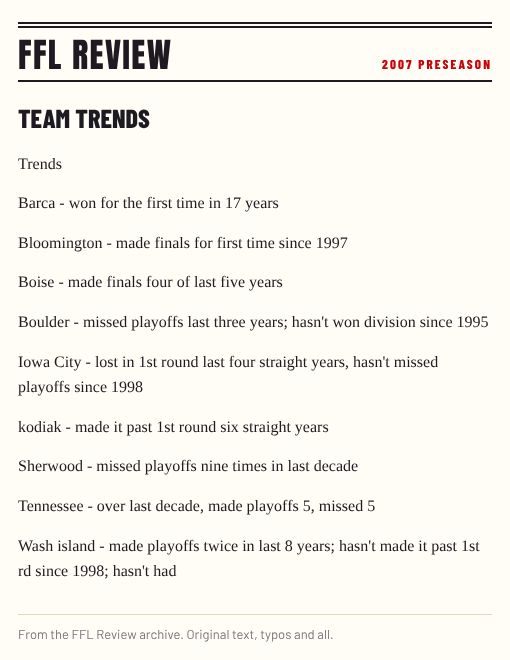 FFL REVIEW
2007 PRESEASON
TEAM TRENDS
Trends
Barca - won for the first time in 17 years
Bloomington - made finals for first time since 1997
Boise - made finals four of last five years
Boulder - missed playoffs last three years; hasn't won division since 1995
Iowa City - lost in 1st round last four straight years, hasn't missed
playoffs since 1998
kodiak - made it past 1st round six straight years
Sherwood - missed playoffs nine times in last decade
Tennessee - over last decade, made playoffs 5, missed 5
Wash island - made playoffs twice in last 8 years; hasn't made it past 1st
rd since 1998; hasn't had
From the FFL Review archive. Original text, typos and all.